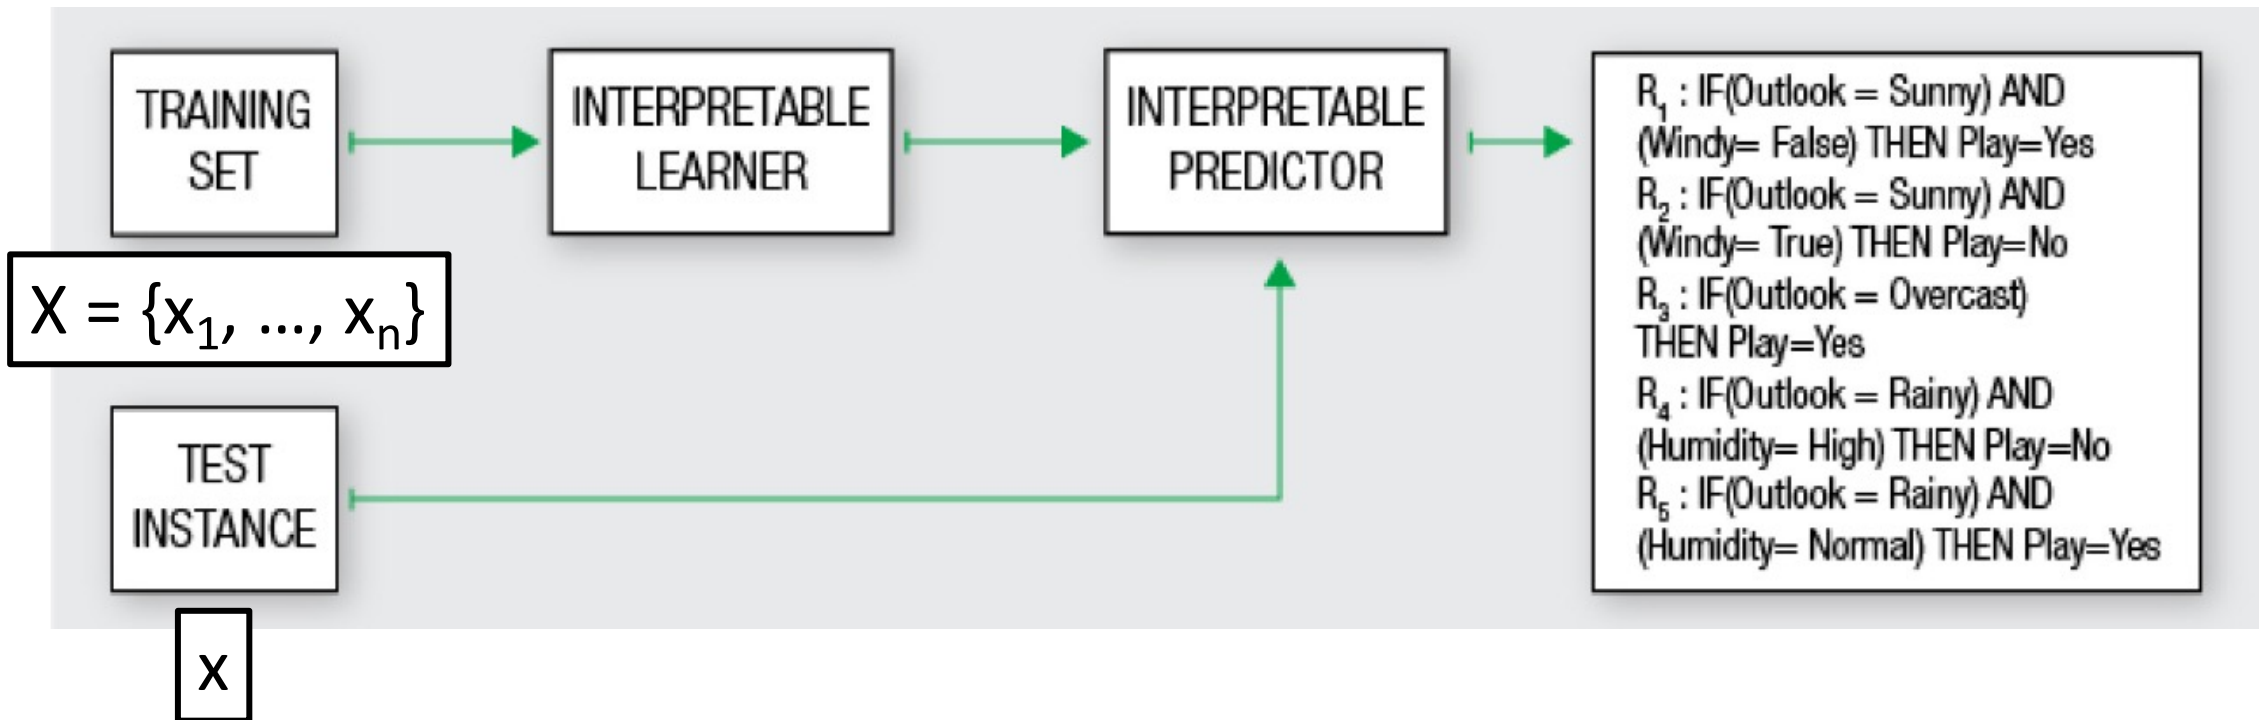 TRAINING
SET
INTERPRETABLE
LEARNER
INTERPRETABLE
PREDICTOR
R₁ : IF(Outlook = Sunny) AND
(Windy= False) THEN Play=Yes
R₂ : IF(Outlook = Sunny) AND
(Windy= True) THEN Play=No
R₃ : IF(Outlook = Overcast)
THEN Play=Yes
R₄ : IF(Outlook = Rainy) AND
(Humidity= High) THEN Play=No
R₅ : IF(Outlook = Rainy) AND
(Humidity= Normal) THEN Play=Yes
X = {x₁, ..., xₙ}
TEST
INSTANCE
x